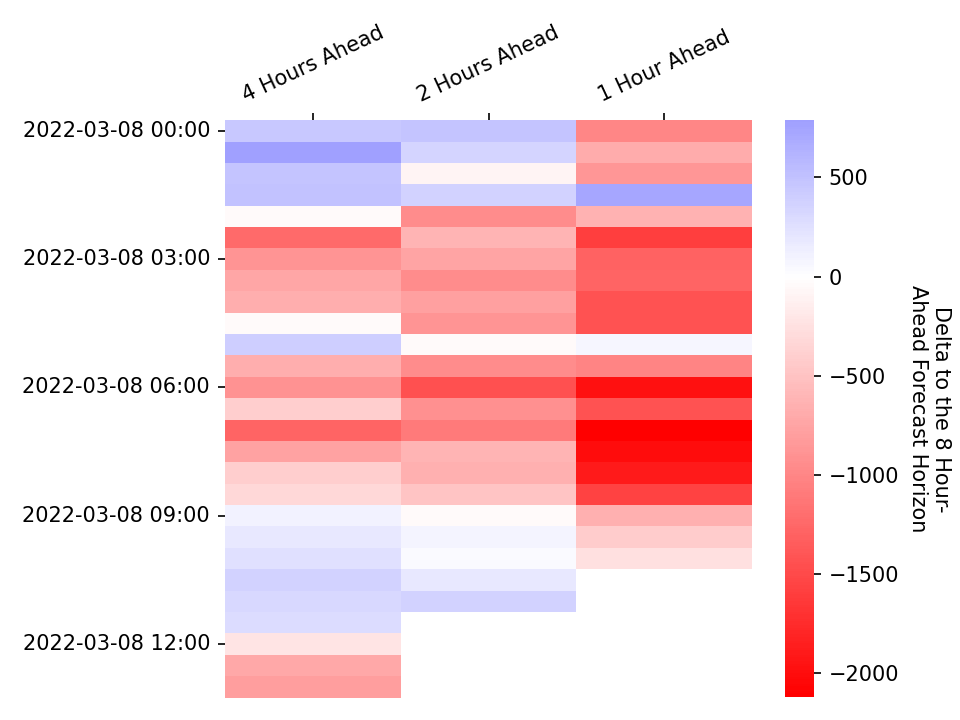 4 Hours Ahead
2 Hours Ahead
1 Hour Ahead
2022-03-08 00:00
2022-03-08 03:00
2022-03-08 06:00
2022-03-08 09:00
2022-03-08 12:00
500
0
−500
−1000
−1500
−2000
Delta to the 8 Hour-
Ahead Forecast Horizon